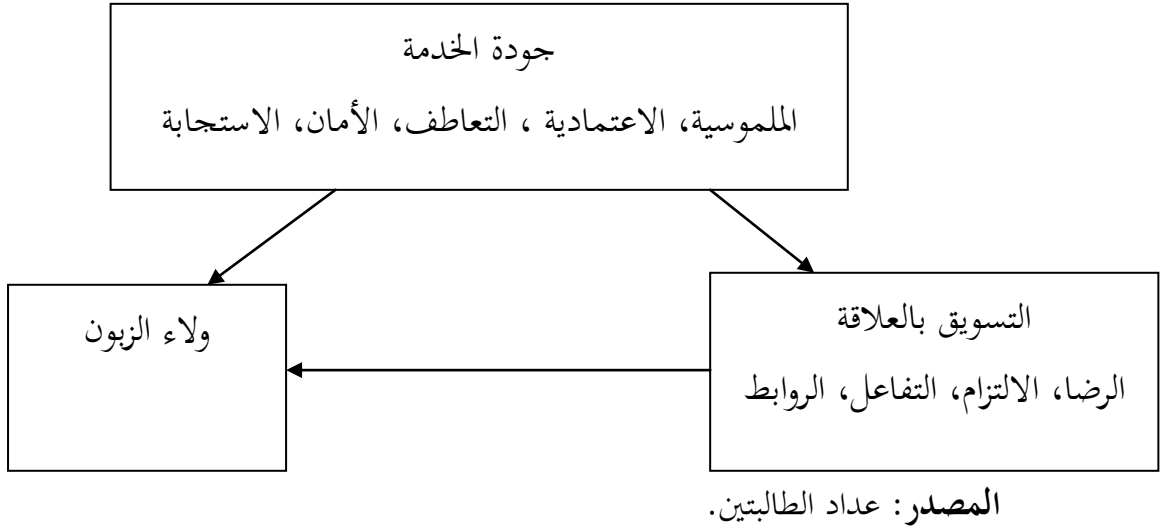 جودة الخدمة
الملموسية، الاعتمادية ، التعاطف، الأمان، الاستجابة
التسويق بالعلاقة
الرضا، الالتزام، التفاعل، الروابط
ولاء الزبون
المصدر: عداد الطالبتين.